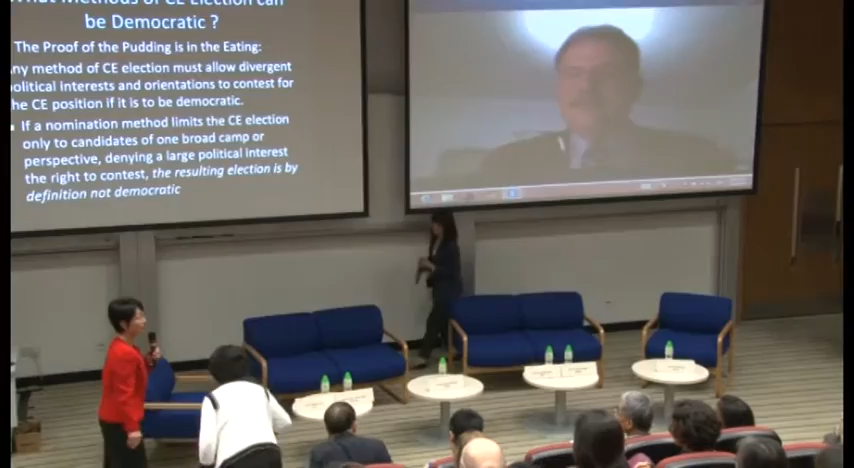 What Methods of CE Election can
be Democratic ?
The Proof of the Pudding is in the Eating:
ny method of CE election must allow divergent
olitical interests and orientations to contest for
he CE position if it is to be democratic.
If a nomination method limits the CE election
only to candidates of one broad camp or
perspective, denying a large political interest
the right to contest, the resulting election is by
definition not democratic